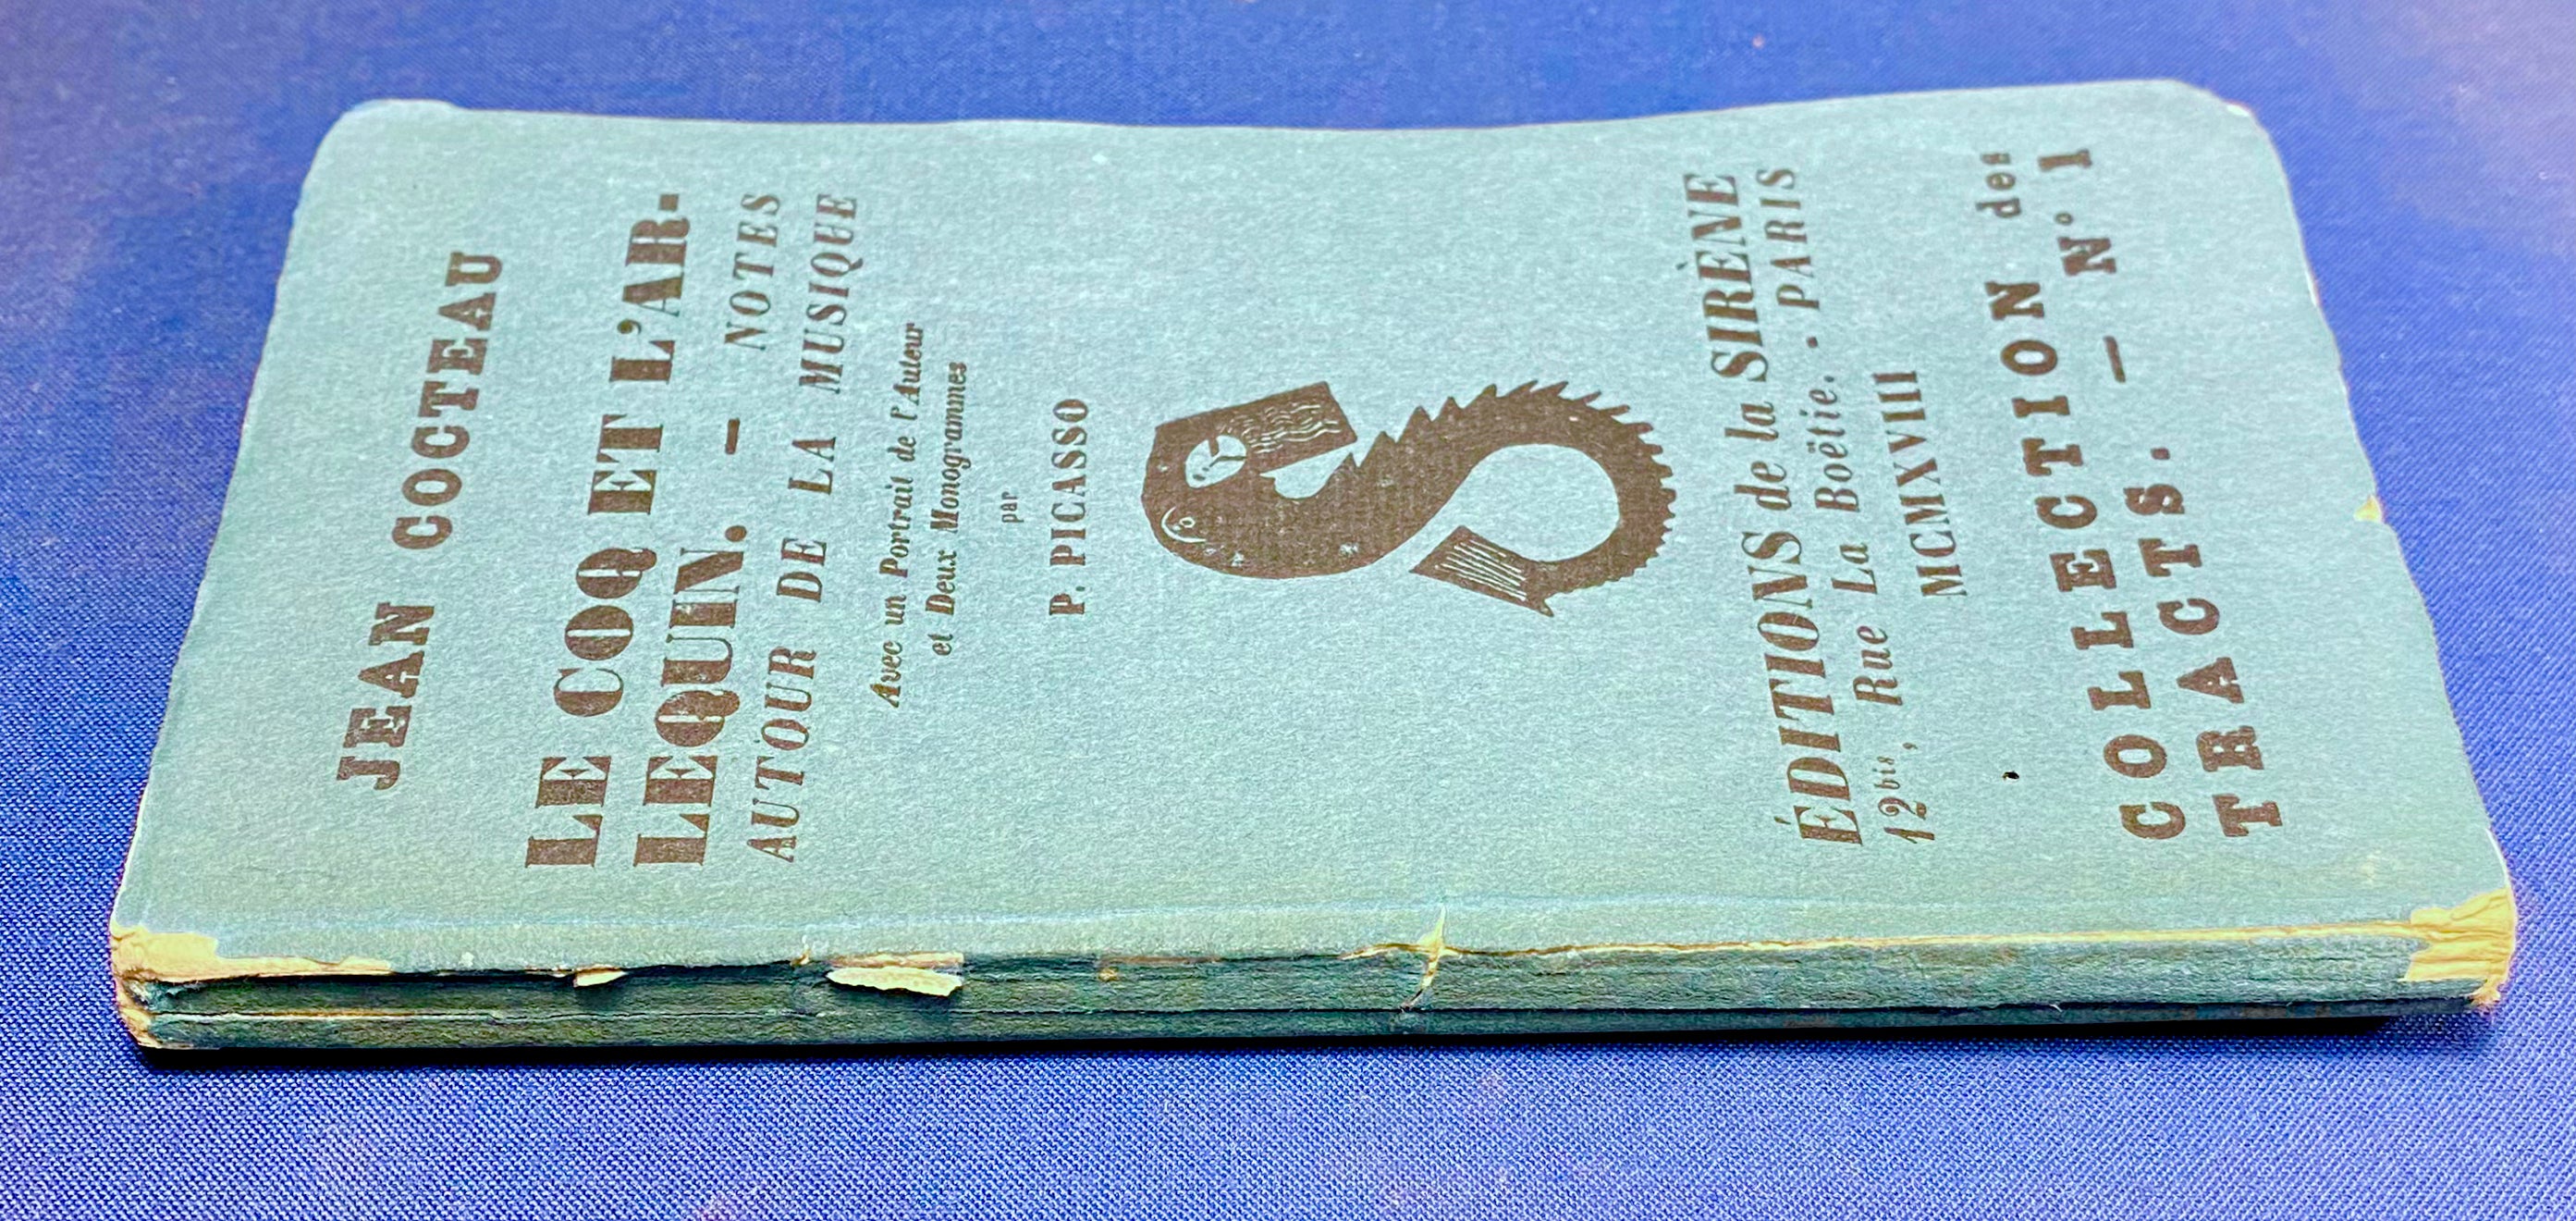 JEAN COCTEAU
LE COQ ET L'AR-
LEQUIN. — NOTES
AUTOUR DE LA MUSIQUE
Avec un Portrait de l'Auteur
et Deux Monogrammes
par
P. PICASSO
ÉDITIONS de la SIRÈNE
12bis, Rue La Boëtie. - PARIS
MCMXVIII
COLLECTION des
TRACTS. — N° 1